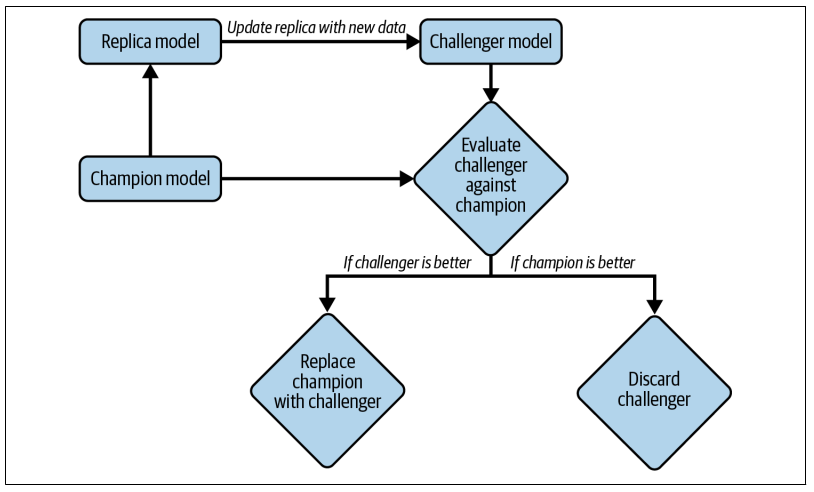 Replica model
Update replica with new data
Challenger model
Champion model
Evaluate
challenger
against
champion
If challenger is better
If champion is better
Replace
champion
with challenger
Discard
challenger